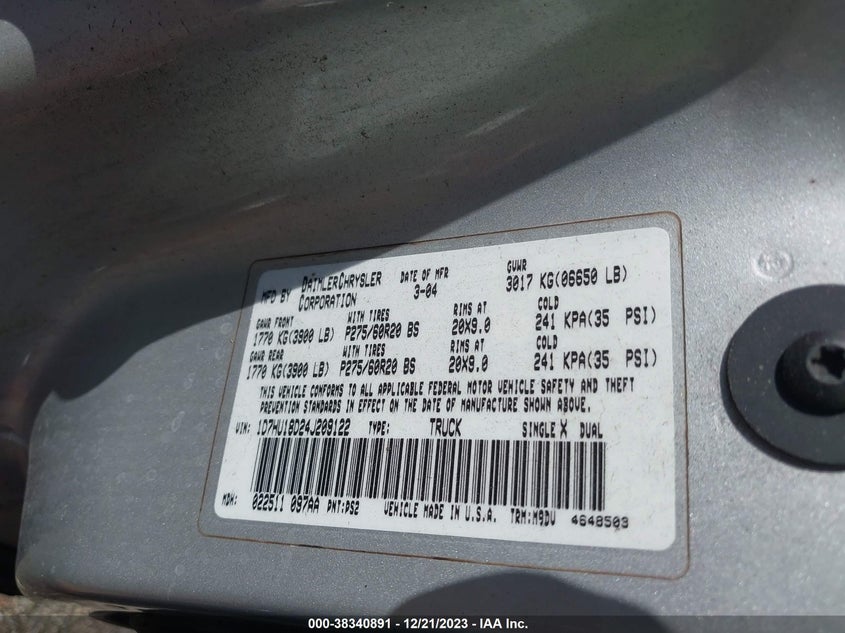 MFD BY DAIMLERCHRYSLER CORPORATION DATE OF MFR 3-04 GVWR 3017 KG(06650 LB)
GAWR FRONT WITH TIRES RIMS AT COLD
1770 KG(3900 LB) P275/60R20 BS 20X9.0 241 KPA(35 PSI)
GAWR REAR WITH TIRES RIMS AT COLD
1770 KG(3900 LB) P275/60R20 BS 20X9.0 241 KPA(35 PSI)
THIS VEHICLE CONFORMS TO ALL APPLICABLE FEDERAL MOTOR VEHICLE SAFETY AND THEFT
PREVENTION STANDARDS IN EFFECT ON THE DATE OF MANUFACTURE SHOWN ABOVE.
VIN: 1D7HU18D24J209122 TYPE: TRUCK SINGLE X DUAL
MDH: 022511 097AA PNT:PS2 VEHICLE MADE IN U.S.A. TRM:M9DV 4648503
000-38340891 - 12/21/2023 - IAA Inc.